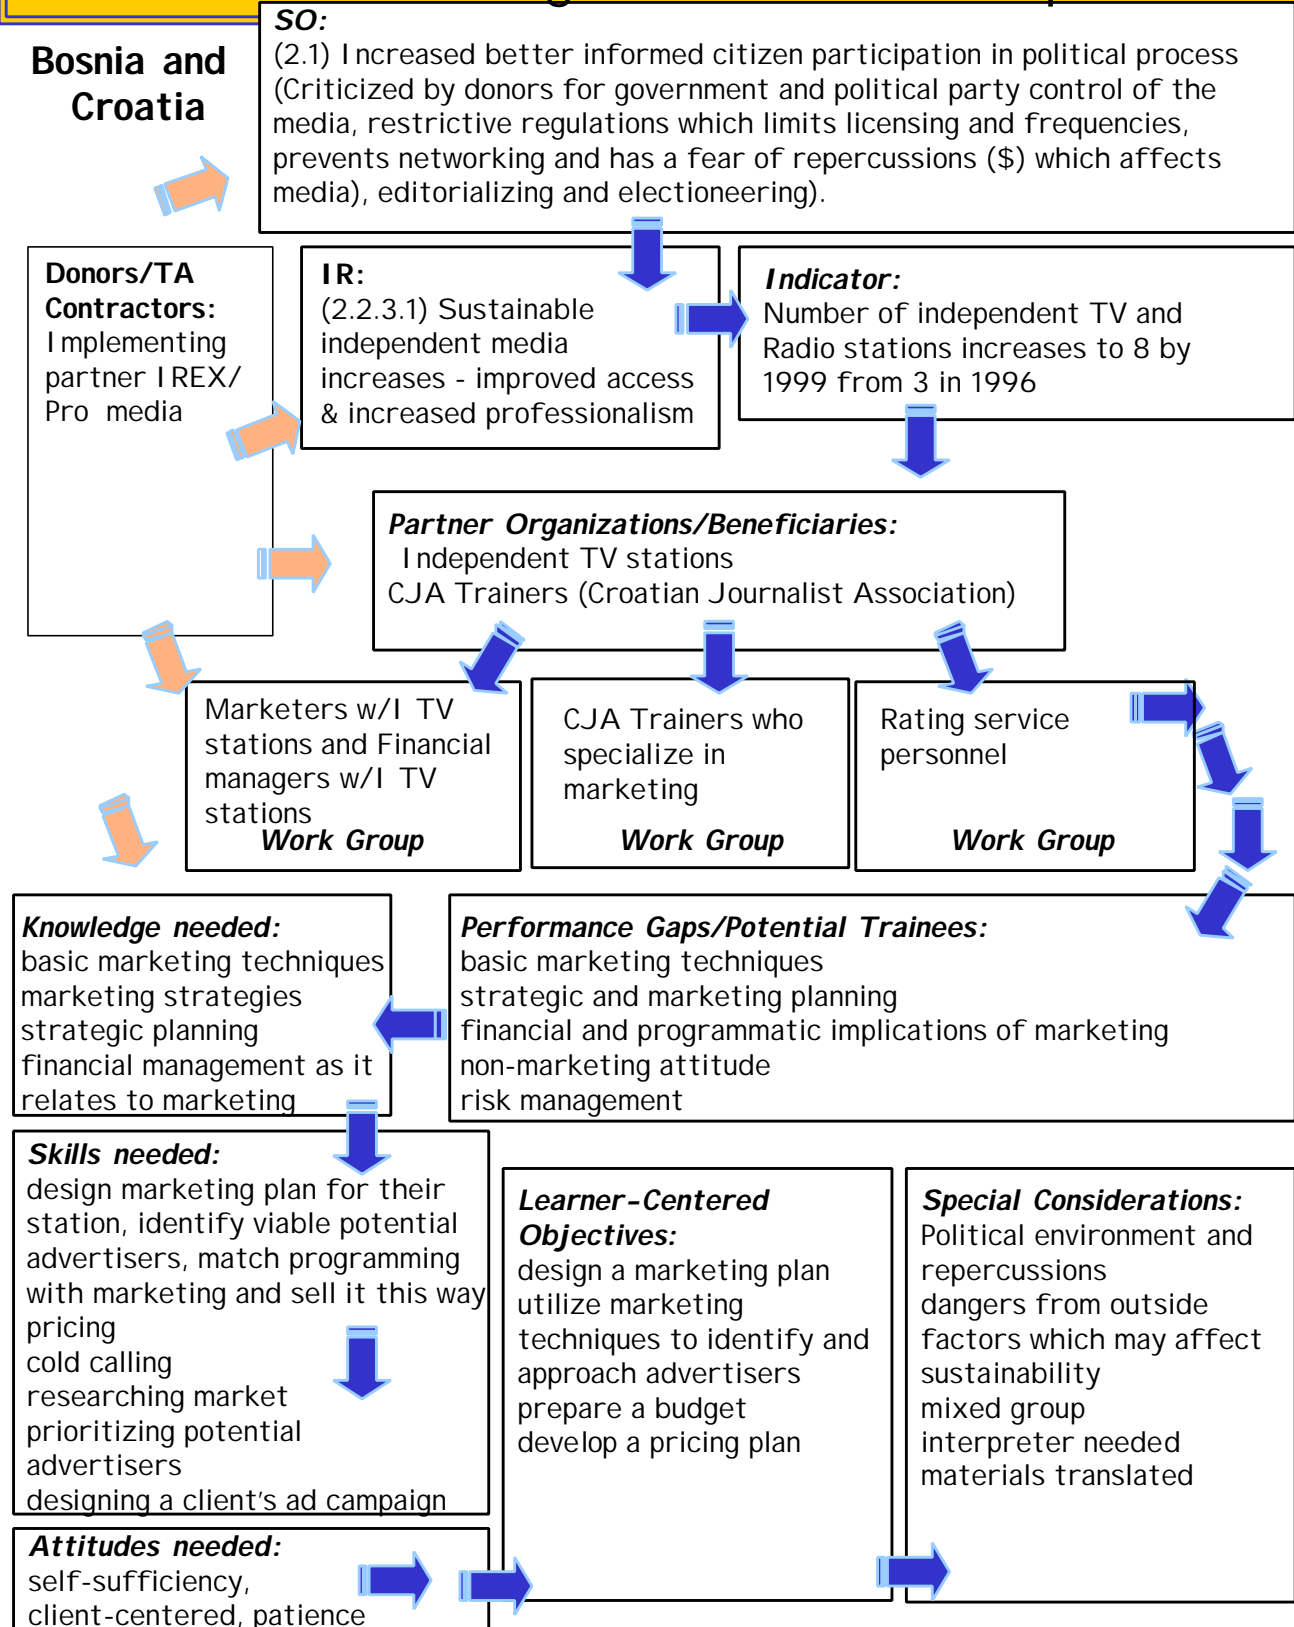 Bosnia and
Croatia
SO:
(2.1) Increased better informed citizen participation in political process
(Criticized by donors for government and political party control of the
media, restrictive regulations which limits licensing and frequencies,
prevents networking and has a fear of repercussions ($) which affects
media), editorializing and electioneering).
Donors/TA
Contractors:
Implementing
partner IREX/
Pro media
IR:
(2.2.3.1) Sustainable
independent media
increases - improved access
& increased professionalism
Indicator:
Number of independent TV and
Radio stations increases to 8 by
1999 from 3 in 1996
Partner Organizations/Beneficiaries:
Independent TV stations
CJA Trainers (Croatian Journalist Association)
Marketers w/I TV
stations and Financial
managers w/I TV
stations
Work Group
CJA Trainers who
specialize in
marketing
Work Group
Rating service
personnel
Work Group
Knowledge needed:
basic marketing techniques
marketing strategies
strategic planning
financial management as it
relates to marketing
Performance Gaps/Potential Trainees:
basic marketing techniques
strategic and marketing planning
financial and programmatic implications of marketing
non-marketing attitude
risk management
Skills needed:
design marketing plan for their
station, identify viable potential
advertisers, match programming
with marketing and sell it this way
pricing
cold calling
researching market
prioritizing potential
advertisers
designing a client's ad campaign
Learner-Centered
Objectives:
design a marketing plan
utilize marketing
techniques to identify and
approach advertisers
prepare a budget
develop a pricing plan
Special Considerations:
Political environment and
repercussions
dangers from outside
factors which may affect
sustainability
mixed group
interpreter needed
materials translated
Attitudes needed:
self-sufficiency,
client-centered, patience